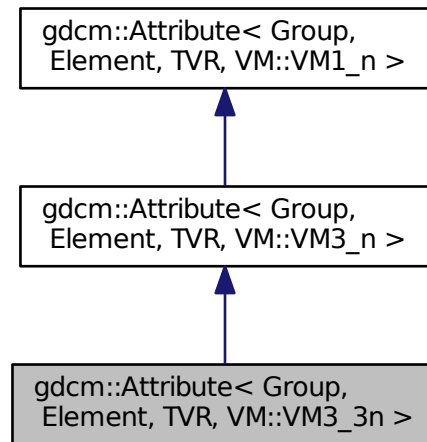 gdcm::Attribute< Group,
Element, TVR, VM::VM1_n >
gdcm::Attribute< Group,
Element, TVR, VM::VM3_n >
gdcm::Attribute< Group,
Element, TVR, VM::VM3_3n >